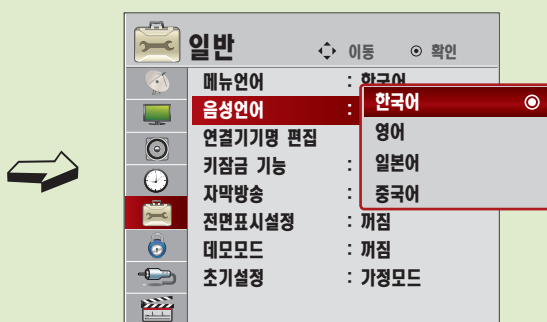 일반 이동 확인
메뉴언어 : 한국어
음성언어 : 한국어
영어
연결기기명 편집
키잠금 기능 : 일본어
자막방송 : 중국어
전면표시설정 : 꺼짐
데모모드 : 꺼짐
초기설정 : 가정모드